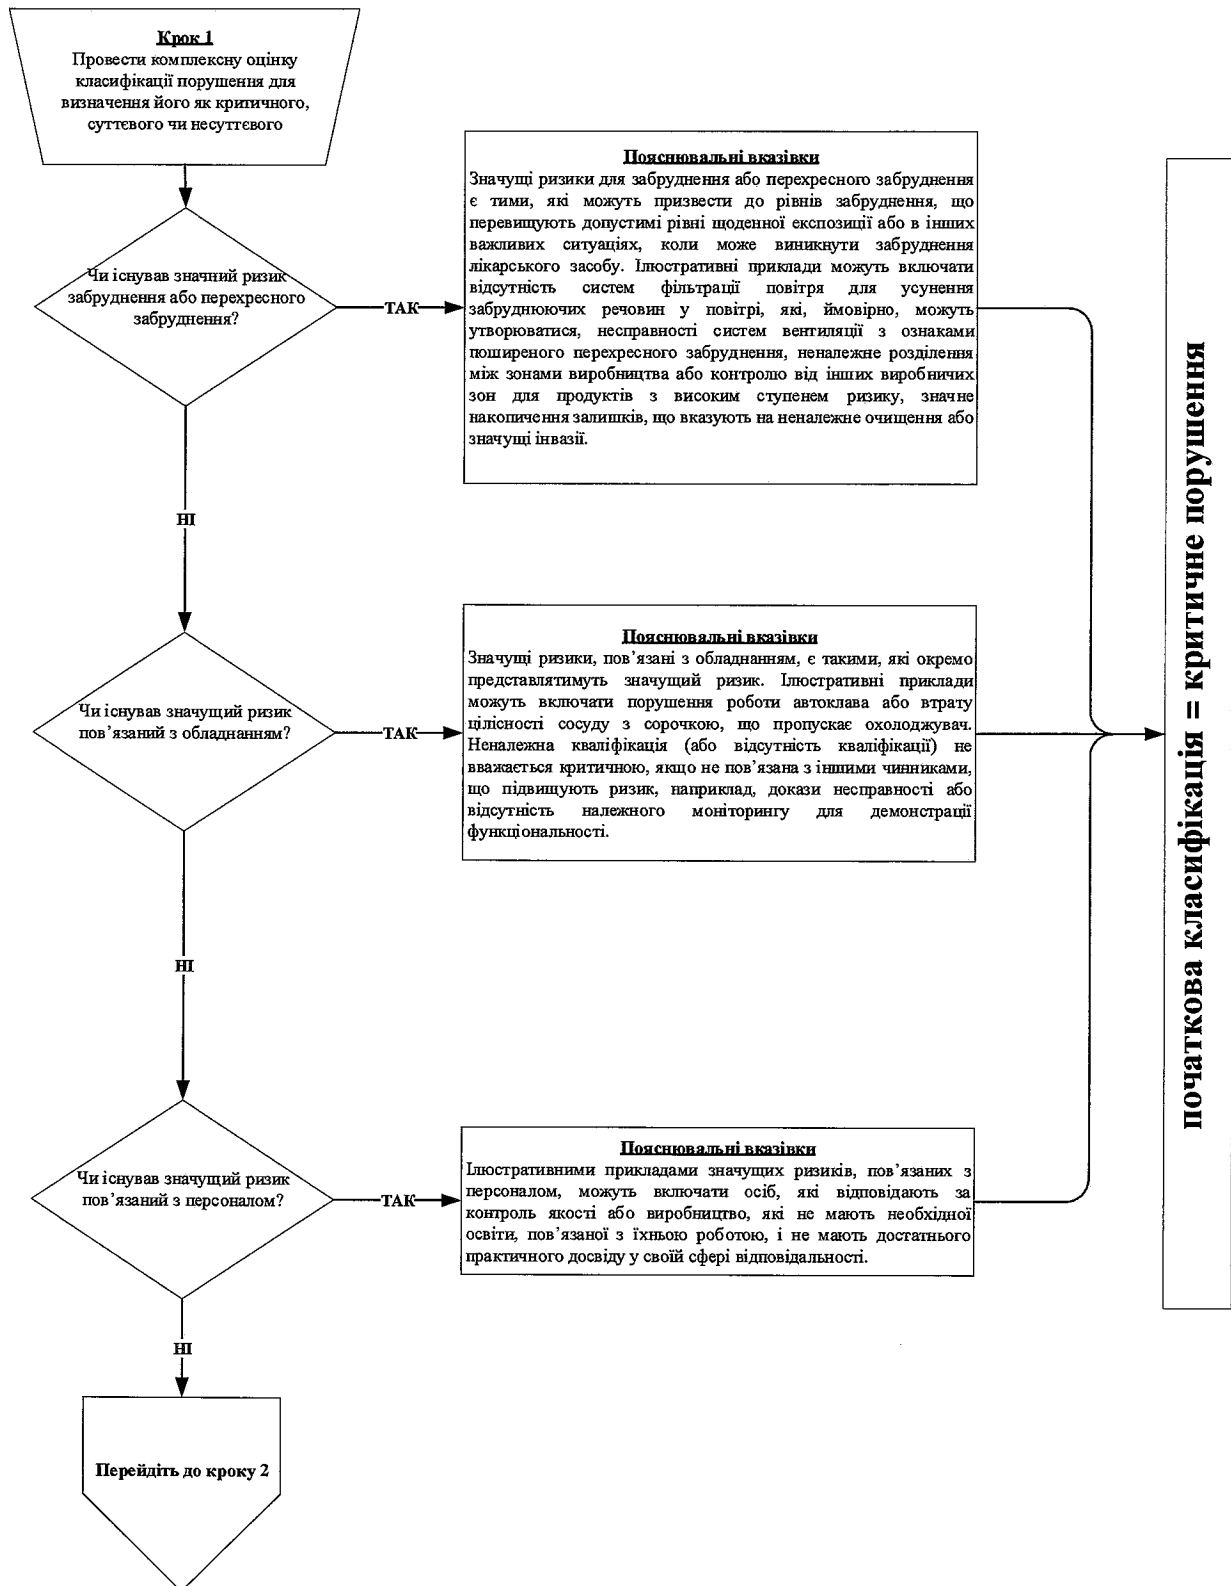 Крок 1
Провести комплексну оцінку
класифікації порушення для
визначення його як критичного,
суттєвого чи несуттєвого
Чи існував значний ризик
забруднення або перехресного
забруднення?
ТАК
Пояснювальні вказівки
Значущі ризики для забруднення або перехресного забруднення
є тими, які можуть призвести до рівнів забруднення, що
перевищують допустимі рівні щоденної експозиції або в інших
важливих ситуаціях, коли може виникнути забруднення
лікарського засобу. Ілюстративні приклади можуть включати
відсутність систем фільтрації повітря для усунення
забруднюючих речовин у повітрі, які, ймовірно, можуть
утворюватися, несправності систем вентиляції з ознаками
поширеного перехресного забруднення, неналежне розділення
між зонами виробництва або контролю від інших виробничих
зон для продуктів з високим ступенем ризику, значне
накопичення залишків, що вказують на неналежне очищення або
значущі інвазії.
НІ
Чи існував значущий ризик
пов’язаний з обладнанням?
ТАК
Пояснювальні вказівки
Значущі ризики, пов’язані з обладнанням, є такими, які окремо
представлятимуть значущий ризик. Ілюстративні приклади
можуть включати порушення роботи автоклава або втрату
цілісності сосуду з сорочкою, що пропускає охолоджувач.
Неналежна кваліфікація (або відсутність кваліфікації) не
вважається критичною, якщо не пов’язана з іншими чинниками,
що підвищують ризик, наприклад, докази несправності або
відсутність належного моніторингу для демонстрації
функціональності.
НІ
Чи існував значущий ризик
пов’язаний з персоналом?
ТАК
Пояснювальні вказівки
Ілюстративними прикладами значущих ризиків, пов’язаних з
персоналом, можуть включати осіб, які відповідають за
контроль якості або виробництво, які не мають необхідної
освіти, пов’язаної з їхньою роботою, і не мають достатнього
практичного досвіду у своїй сфері відповідальності.
НІ
Перейдіть до кроку 2
початкова класифікація = критичне порушення